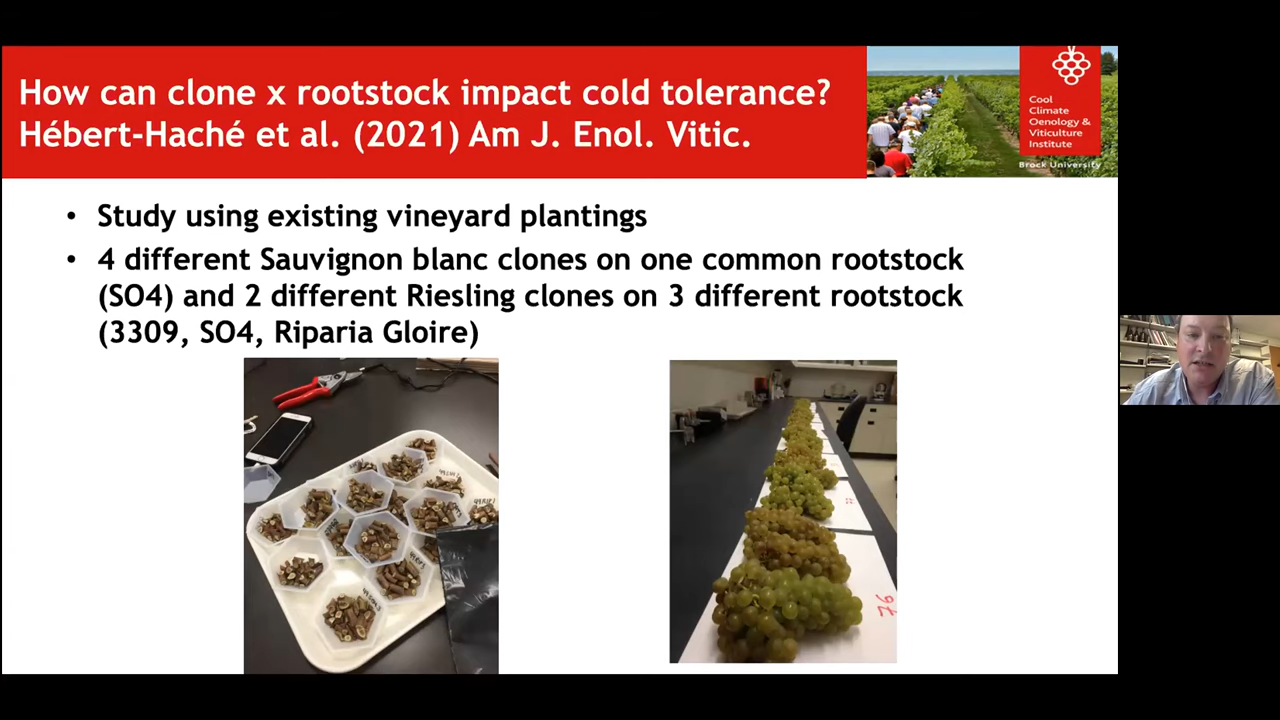 How can clone x rootstock impact cold tolerance?
Hébert-Haché et al. (2021) Am J. Enol. Vitic.
Cool
Climate
Oenology &
Viticulture
Institute
Brock University
• Study using existing vineyard plantings
• 4 different Sauvignon blanc clones on one common rootstock
(SO4) and 2 different Riesling clones on 3 different rootstock
(3309, SO4, Riparia Gloire)
76